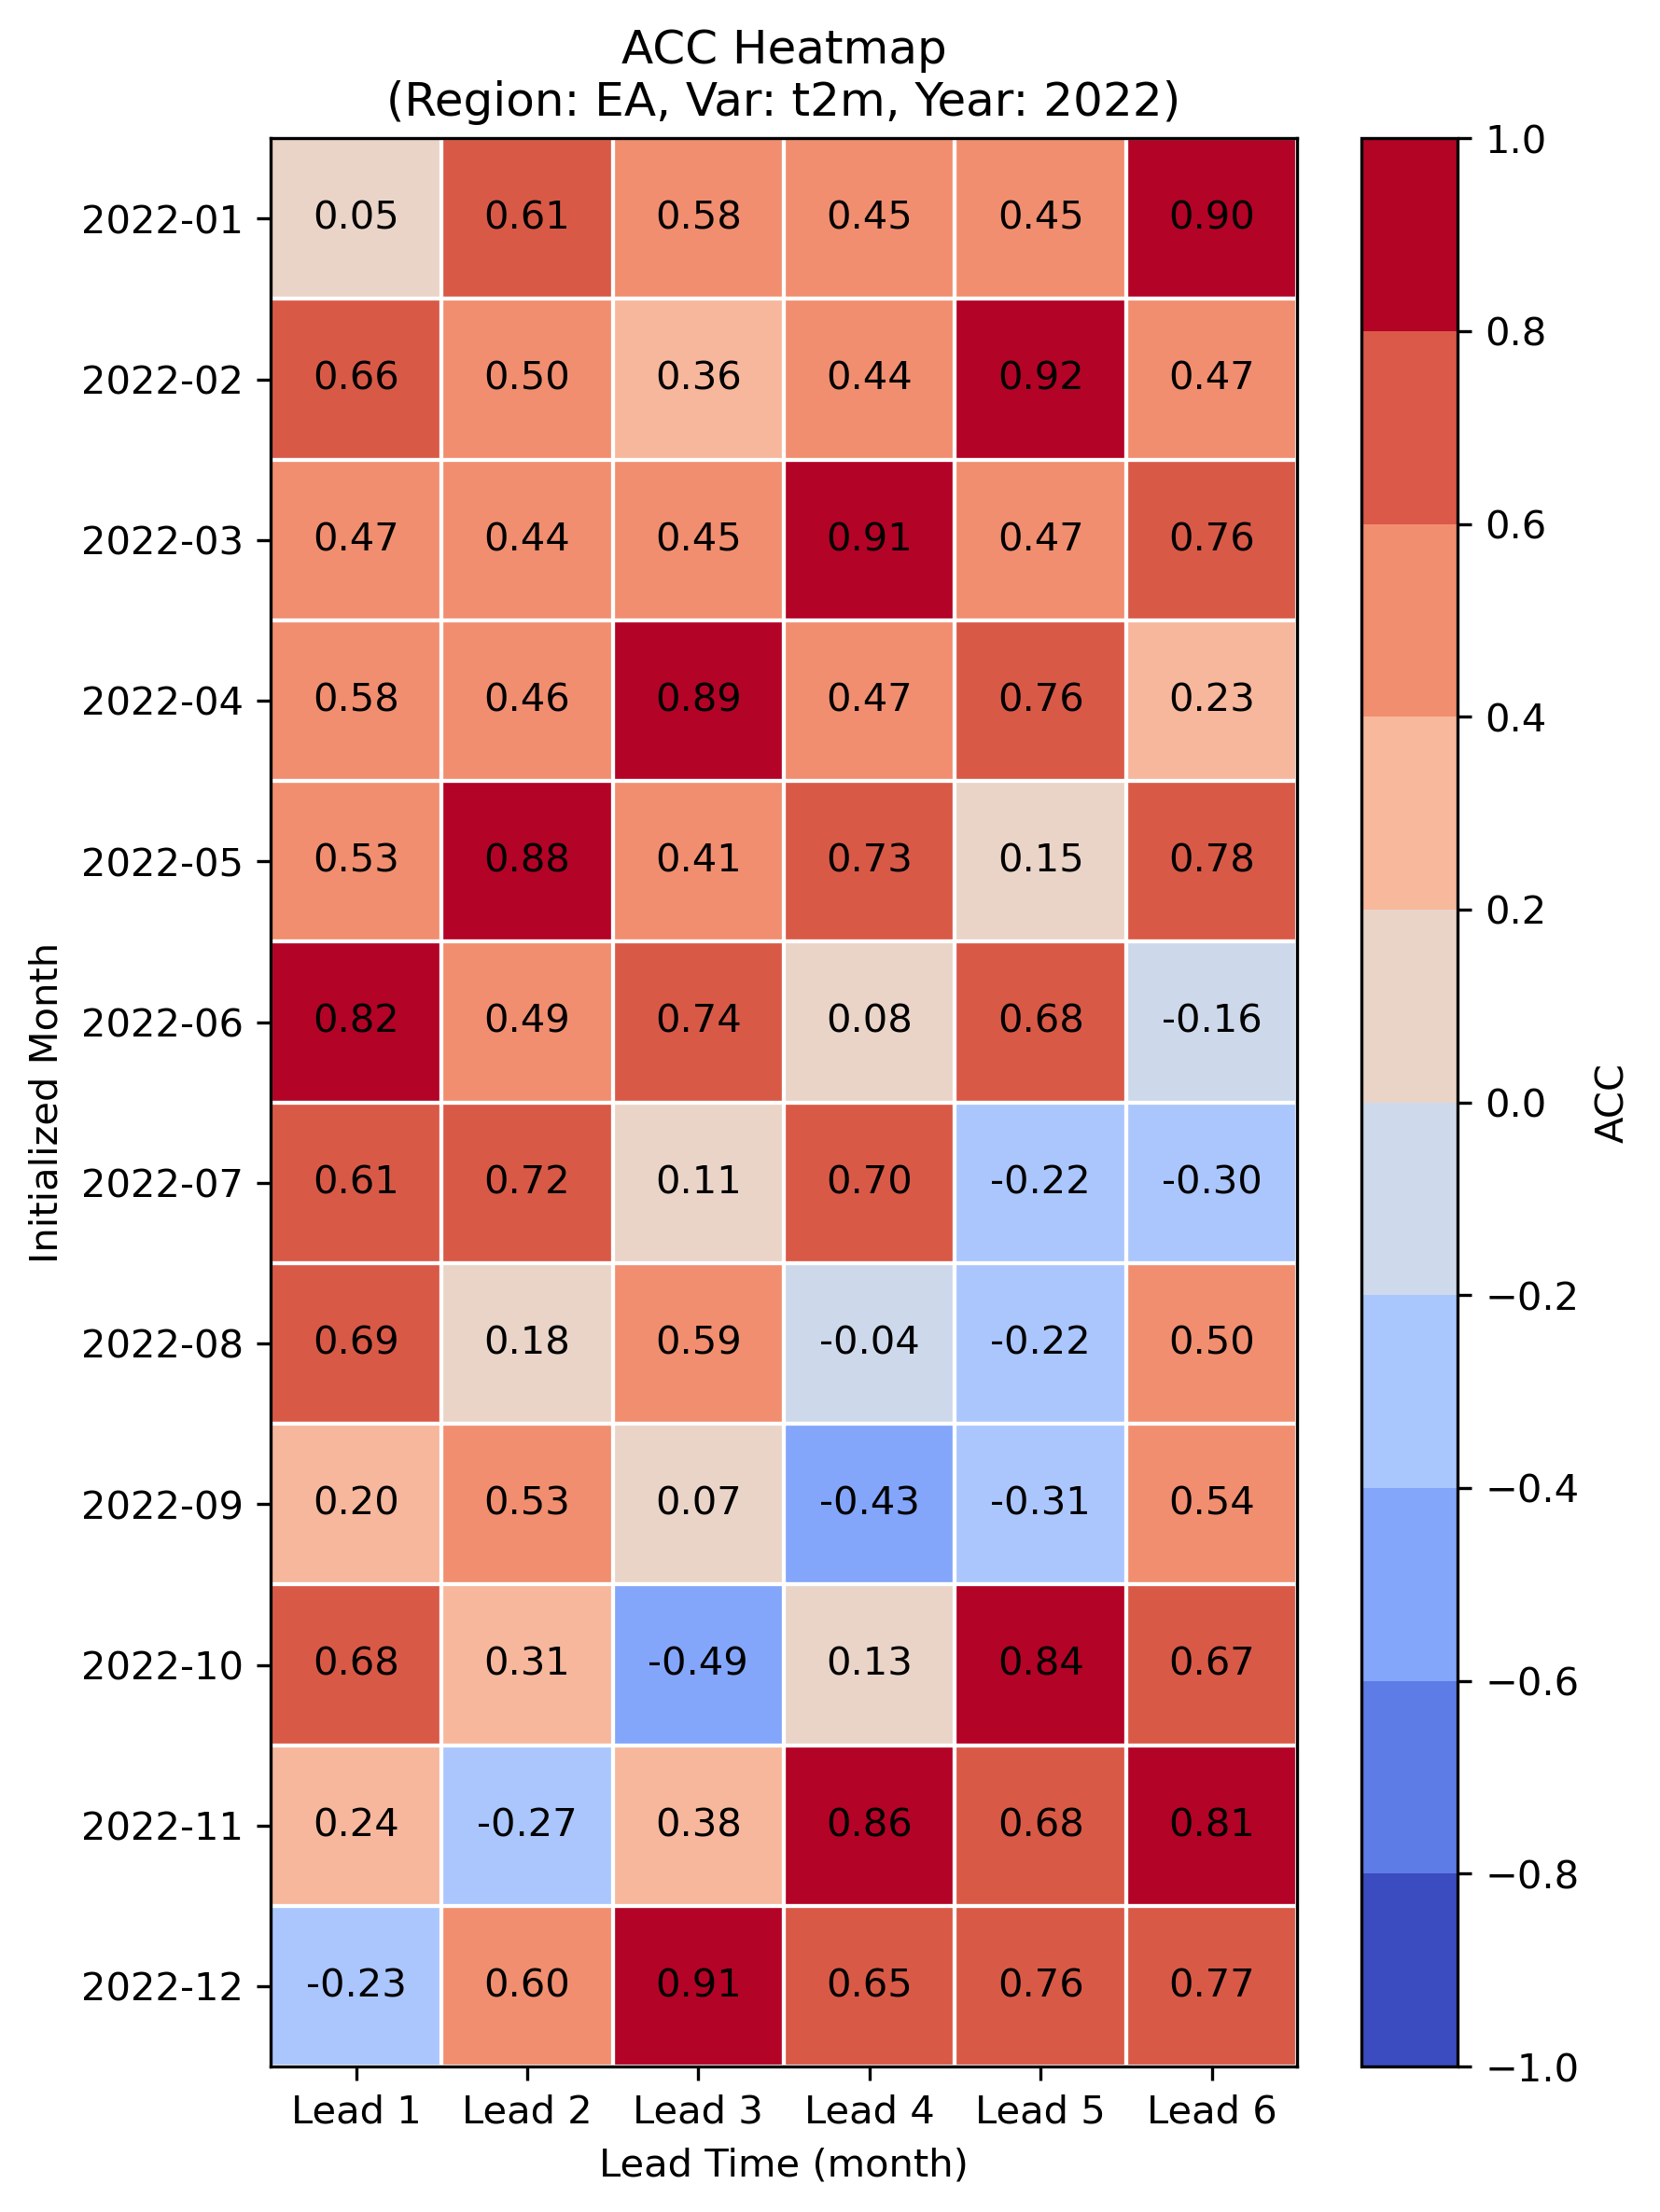 ACC Heatmap
(Region: EA, Var: t2m, Year: 2022)
2022-01 0.05 0.61 0.58 0.45 0.45 0.90
2022-02 0.66 0.50 0.36 0.44 0.92 0.47
2022-03 0.47 0.44 0.45 0.91 0.47 0.76
2022-04 0.58 0.46 0.89 0.47 0.76 0.23
2022-05 0.53 0.88 0.41 0.73 0.15 0.78
2022-06 0.82 0.49 0.74 0.08 0.68 -0.16
2022-07 0.61 0.72 0.11 0.70 -0.22 -0.30
2022-08 0.69 0.18 0.59 -0.04 -0.22 0.50
2022-09 0.20 0.53 0.07 -0.43 -0.31 0.54
2022-10 0.68 0.31 -0.49 0.13 0.84 0.67
2022-11 0.24 -0.27 0.38 0.86 0.68 0.81
2022-12 -0.23 0.60 0.91 0.65 0.76 0.77
Lead 1 Lead 2 Lead 3 Lead 4 Lead 5 Lead 6
Lead Time (month)
Initialized Month
1.0
0.8
0.6
0.4
0.2
0.0
−0.2
−0.4
−0.6
−0.8
−1.0
ACC